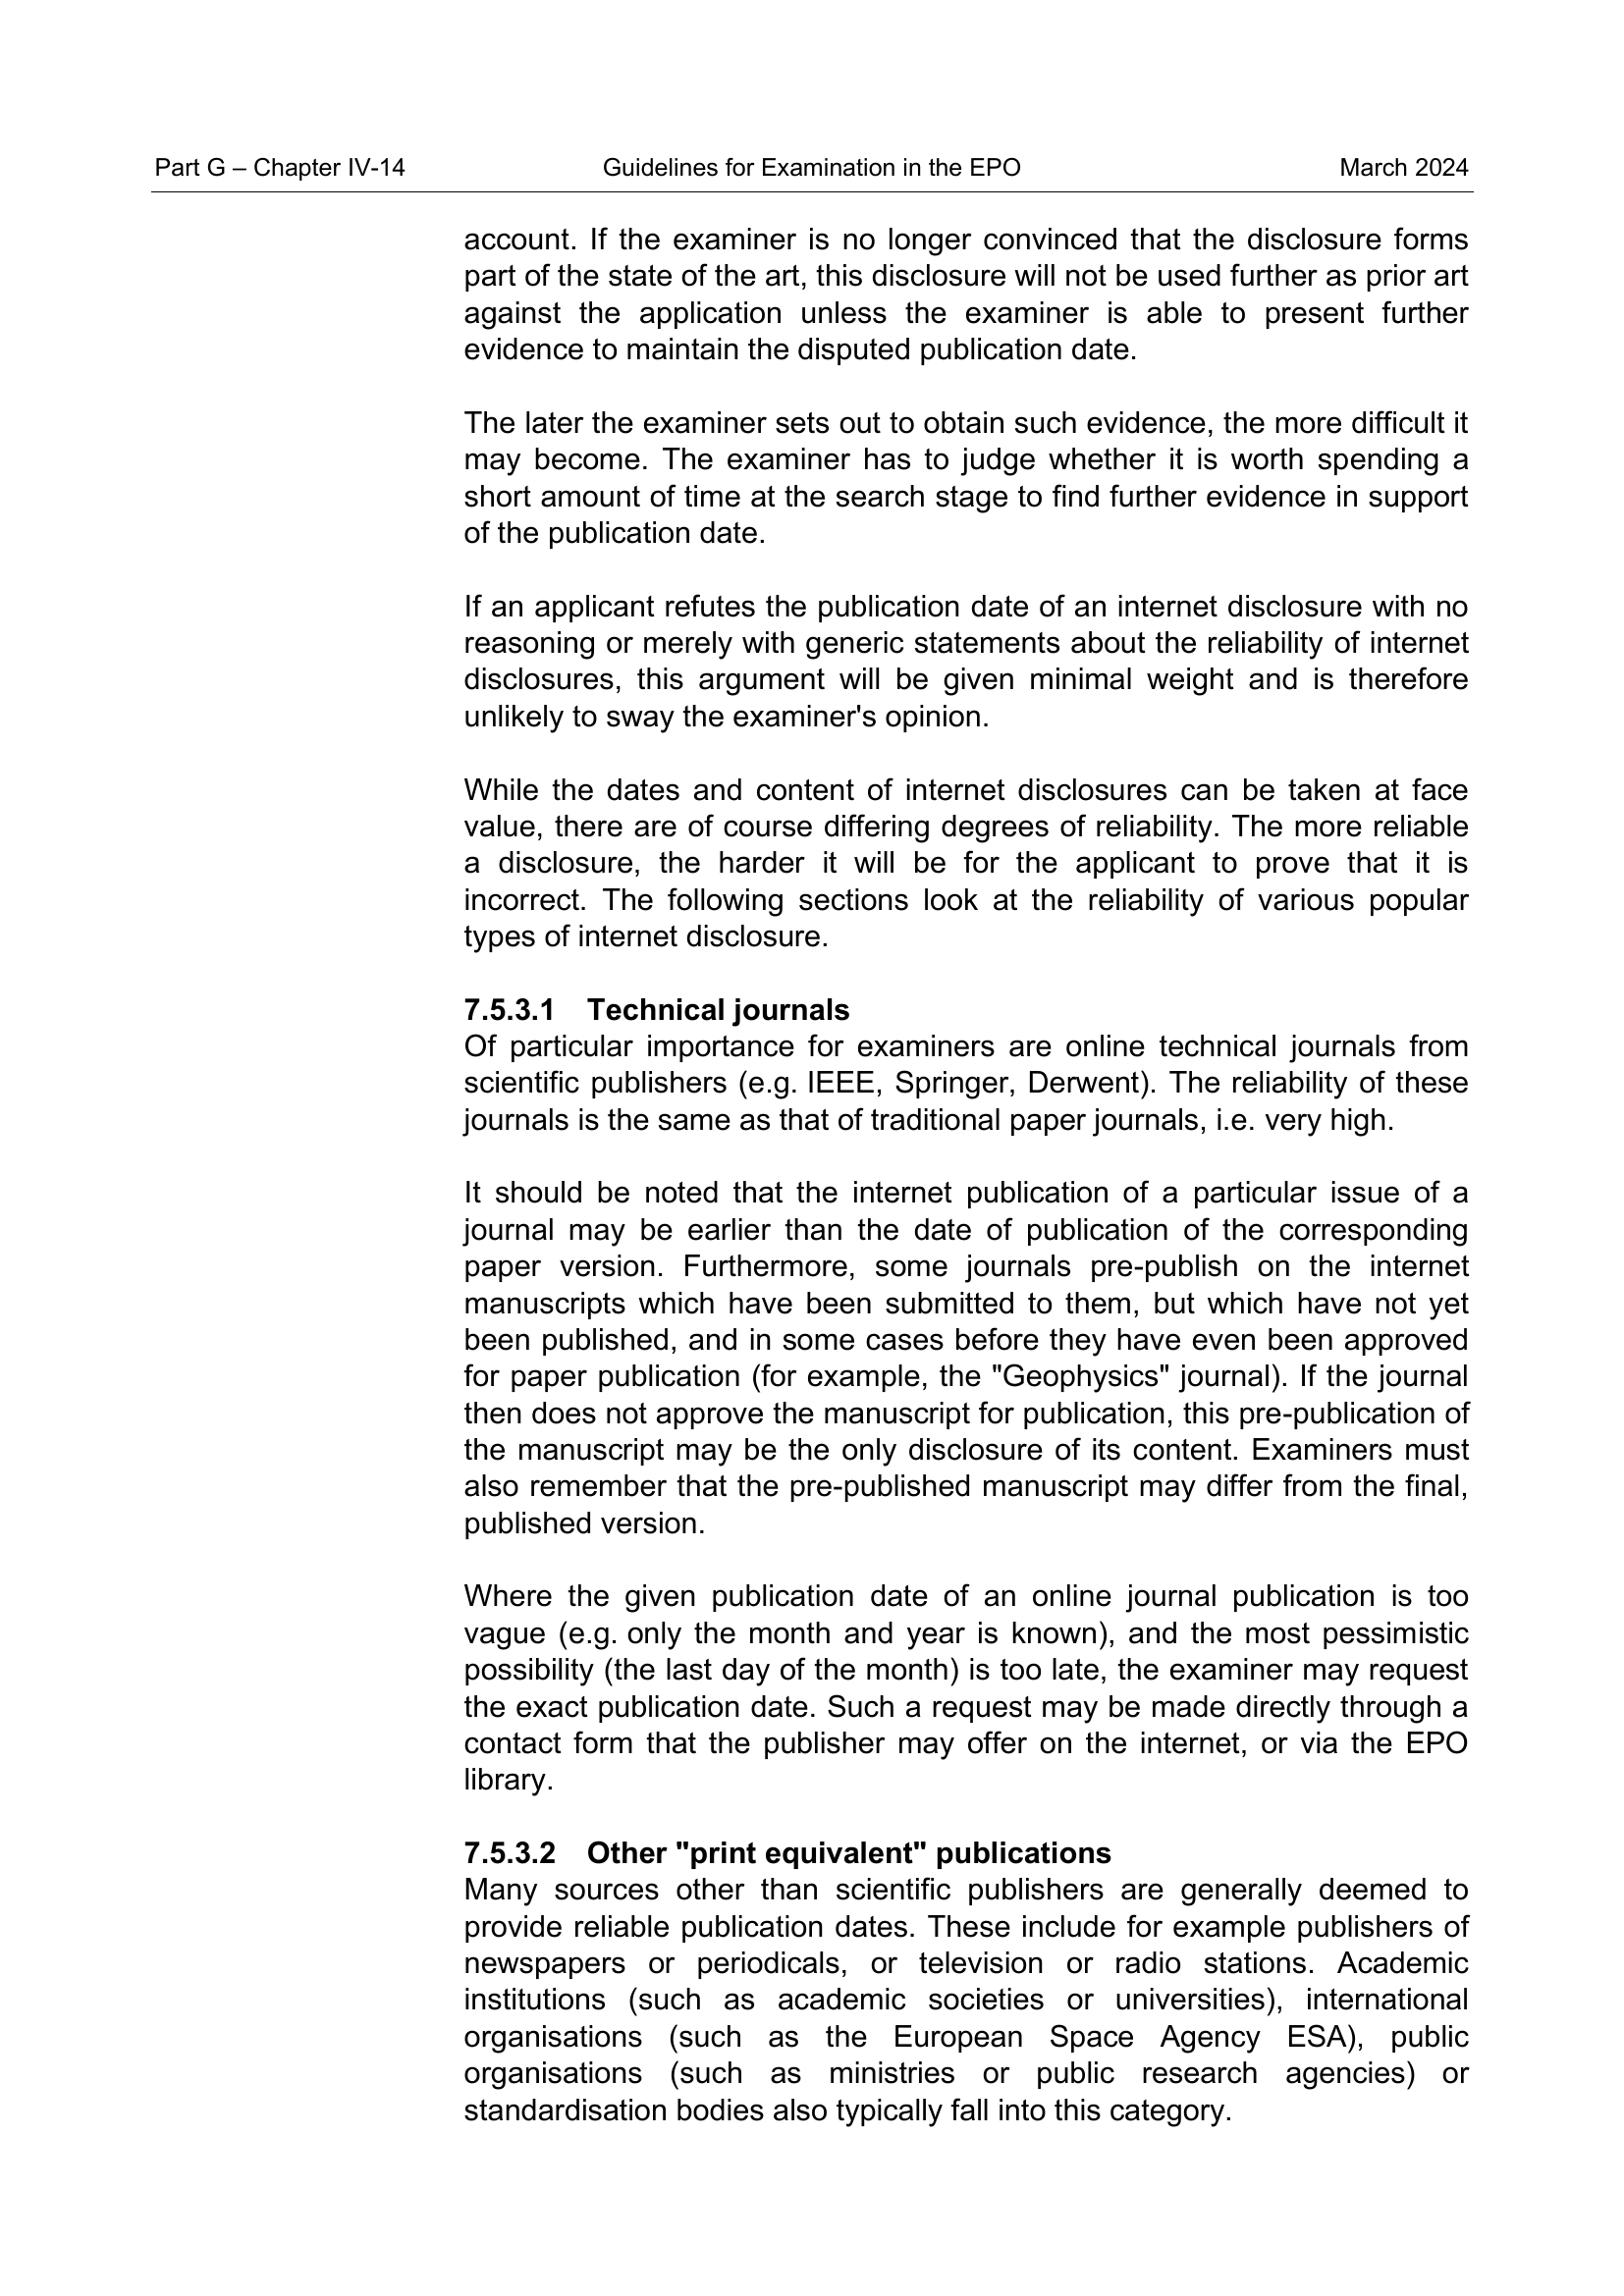 Part G – Chapter IV-14 Guidelines for Examination in the EPO March 2024
account. If the examiner is no longer convinced that the disclosure forms
part of the state of the art, this disclosure will not be used further as prior art
against the application unless the examiner is able to present further
evidence to maintain the disputed publication date.
The later the examiner sets out to obtain such evidence, the more difficult it
may become. The examiner has to judge whether it is worth spending a
short amount of time at the search stage to find further evidence in support
of the publication date.
If an applicant refutes the publication date of an internet disclosure with no
reasoning or merely with generic statements about the reliability of internet
disclosures, this argument will be given minimal weight and is therefore
unlikely to sway the examiner's opinion.
While the dates and content of internet disclosures can be taken at face
value, there are of course differing degrees of reliability. The more reliable
a disclosure, the harder it will be for the applicant to prove that it is
incorrect. The following sections look at the reliability of various popular
types of internet disclosure.
7.5.3.1 Technical journals
Of particular importance for examiners are online technical journals from
scientific publishers (e.g. IEEE, Springer, Derwent). The reliability of these
journals is the same as that of traditional paper journals, i.e. very high.
It should be noted that the internet publication of a particular issue of a
journal may be earlier than the date of publication of the corresponding
paper version. Furthermore, some journals pre-publish on the internet
manuscripts which have been submitted to them, but which have not yet
been published, and in some cases before they have even been approved
for paper publication (for example, the "Geophysics" journal). If the journal
then does not approve the manuscript for publication, this pre-publication of
the manuscript may be the only disclosure of its content. Examiners must
also remember that the pre-published manuscript may differ from the final,
published version.
Where the given publication date of an online journal publication is too
vague (e.g. only the month and year is known), and the most pessimistic
possibility (the last day of the month) is too late, the examiner may request
the exact publication date. Such a request may be made directly through a
contact form that the publisher may offer on the internet, or via the EPO
library.
7.5.3.2 Other "print equivalent" publications
Many sources other than scientific publishers are generally deemed to
provide reliable publication dates. These include for example publishers of
newspapers or periodicals, or television or radio stations. Academic
institutions (such as academic societies or universities), international
organisations (such as the European Space Agency ESA), public
organisations (such as ministries or public research agencies) or
standardisation bodies also typically fall into this category.